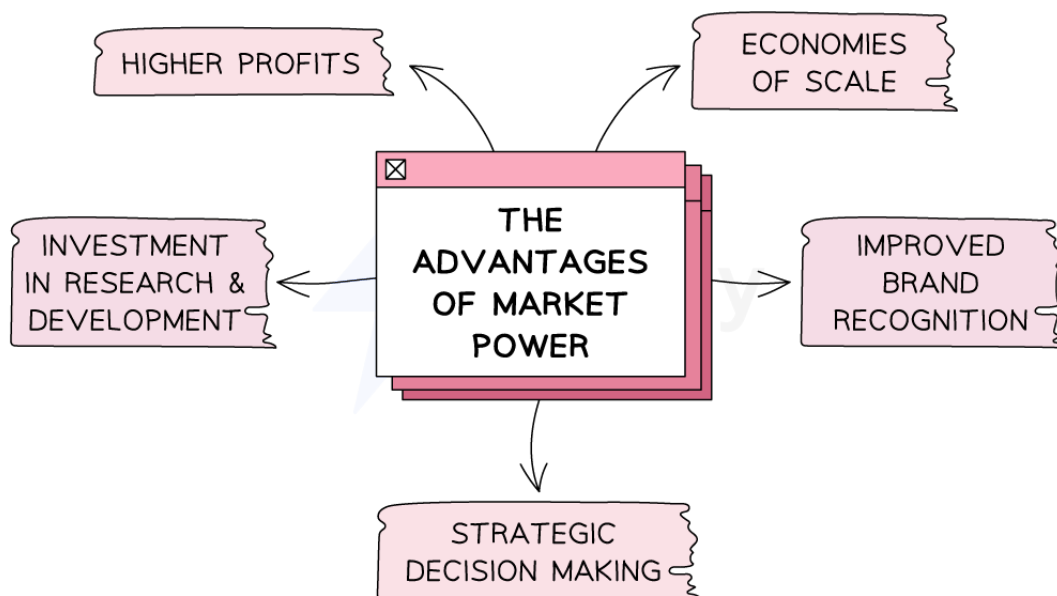 HIGHER PROFITS
ECONOMIES
OF SCALE
THE
ADVANTAGES
OF MARKET
POWER
INVESTMENT
IN RESEARCH &
DEVELOPMENT
IMPROVED
BRAND
RECOGNITION
STRATEGIC
DECISION MAKING